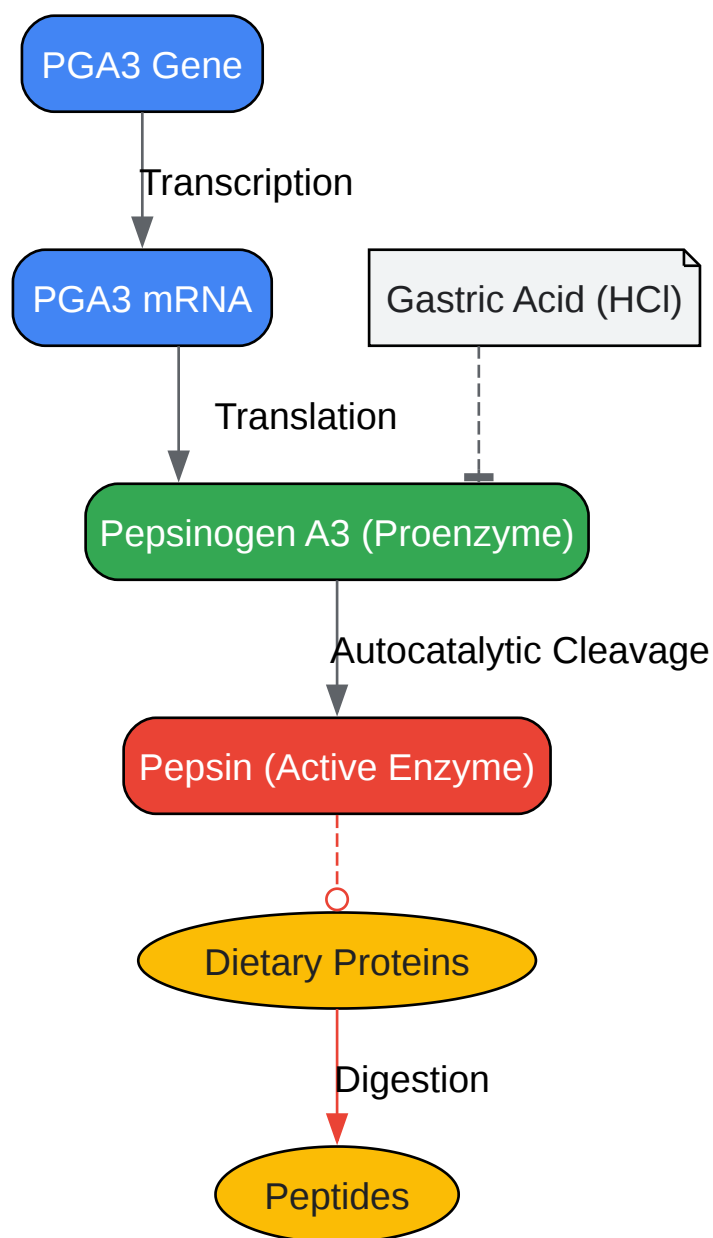 PGA3 Gene
Transcription
PGA3 mRNA
Gastric Acid (HCl)
Translation
Pepsinogen A3 (Proenzyme)
Autocatalytic Cleavage
Pepsin (Active Enzyme)
Dietary Proteins
Digestion
Peptides